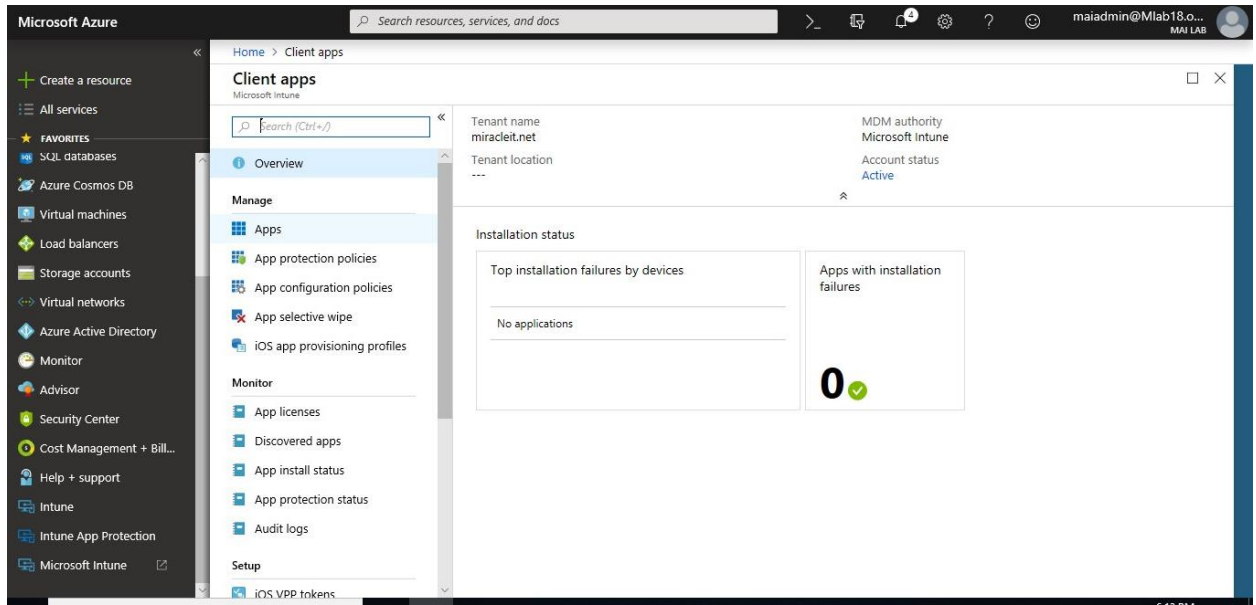 Microsoft Azure
Search resources, services, and docs
4
maiadmin@Mlab18.o...
MAI LAB
Create a resource
All services
FAVORITES
SQL databases
Azure Cosmos DB
Virtual machines
Load balancers
Storage accounts
Virtual networks
Azure Active Directory
Monitor
Advisor
Security Center
Cost Management + Bill...
Help + support
Intune
Intune App Protection
Microsoft Intune
Home > Client apps
Client apps
Microsoft Intune
Search (Ctrl+/)
Overview
Manage
Apps
App protection policies
App configuration policies
App selective wipe
iOS app provisioning profiles
Monitor
App licenses
Discovered apps
App install status
App protection status
Audit logs
Setup
iOS VPP tokens
Tenant name
miracleit.net
Tenant location
---
MDM authority
Microsoft Intune
Account status
Active
Installation status
Top installation failures by devices
No applications
Apps with installation
failures
0